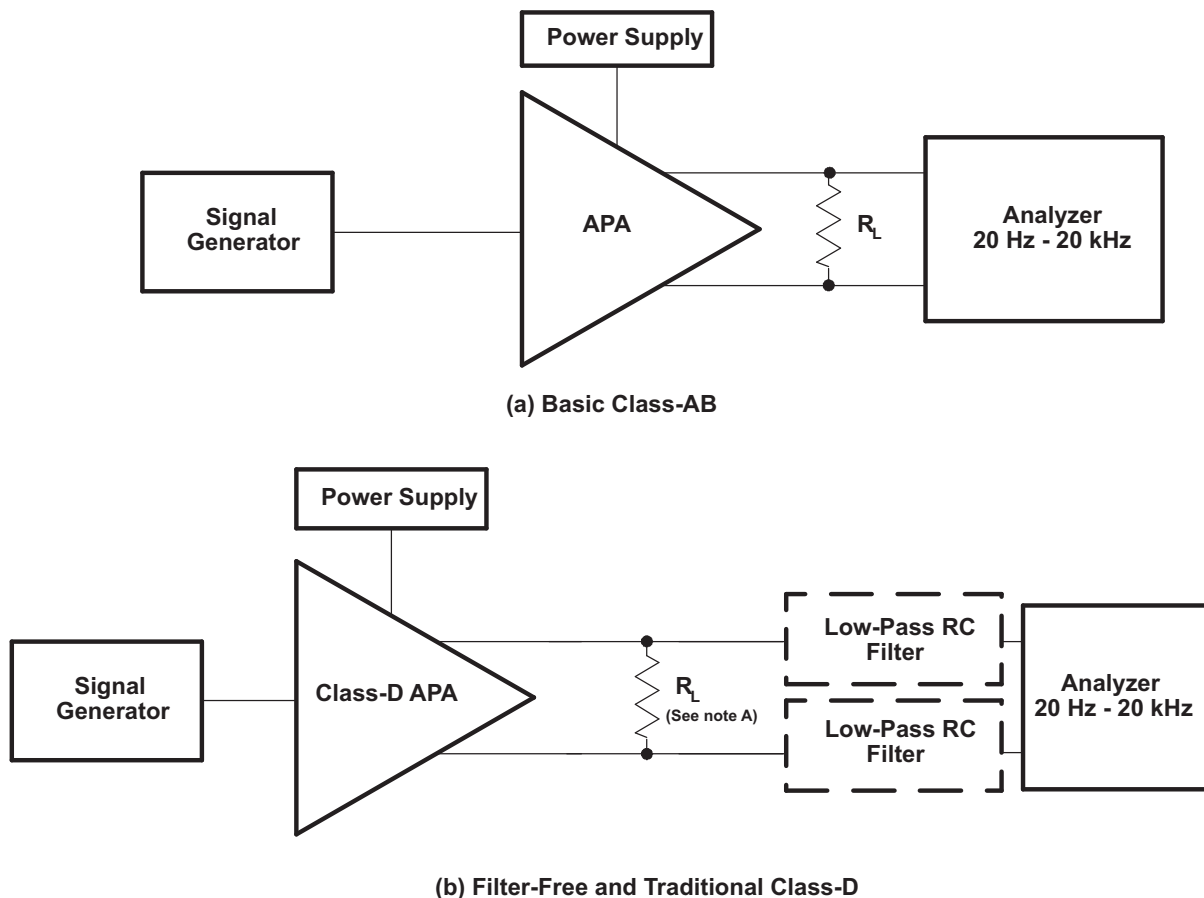 Power Supply
Signal
Generator
APA
RL
Analyzer
20 Hz - 20 kHz
(a) Basic Class-AB
Power Supply
Signal
Generator
Class-D APA
RL
(See note A)
Low-Pass RC
Filter
Low-Pass RC
Filter
Analyzer
20 Hz - 20 kHz
(b) Filter-Free and Traditional Class-D